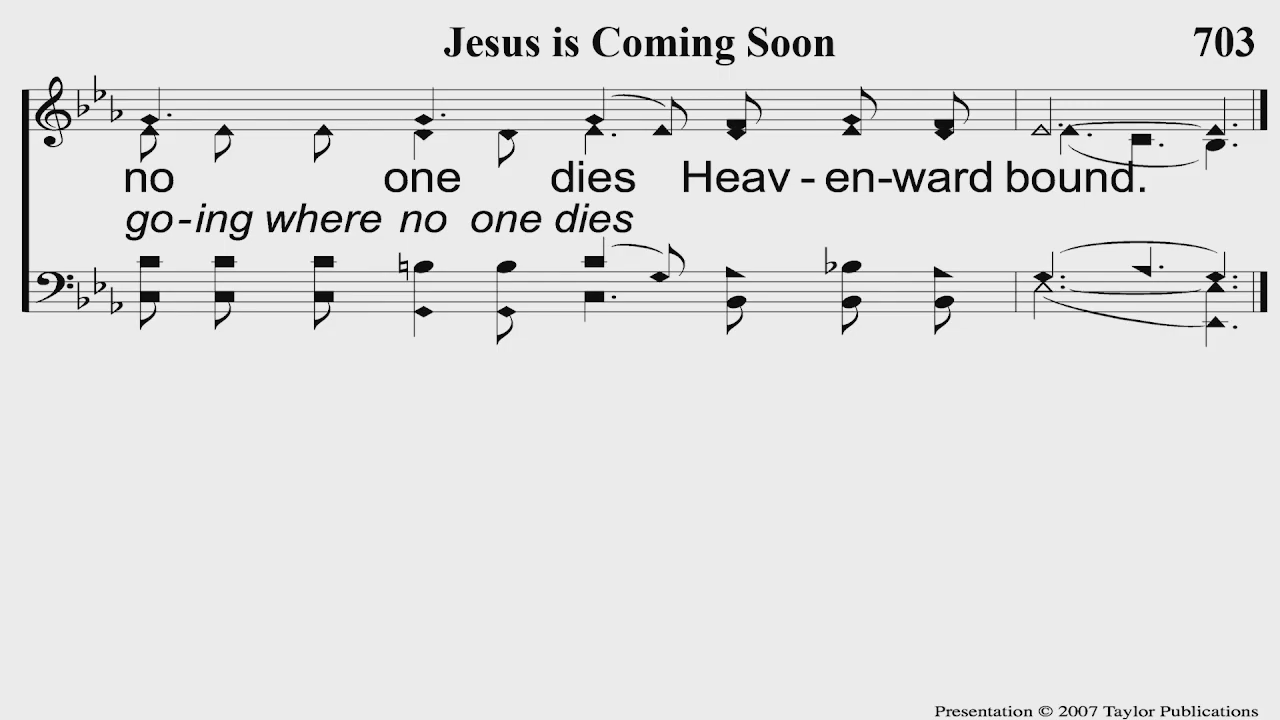 Jesus is Coming Soon 703
no one dies Heav - en-ward bound.
go-ing where no one dies
Presentation © 2007 Taylor Publications